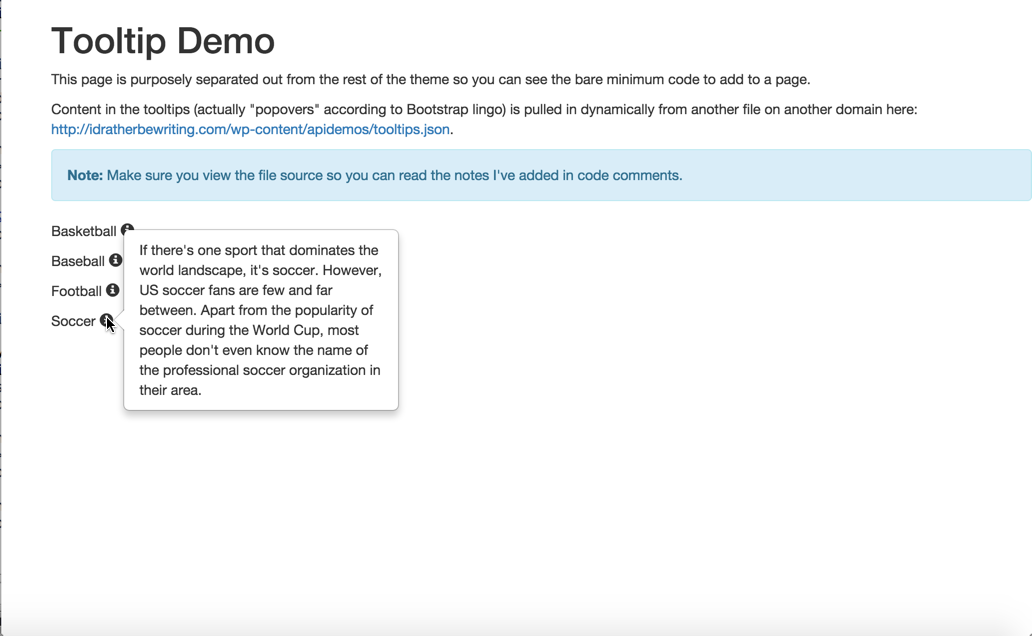 Tooltip Demo
This page is purposely separated out from the rest of the theme so you can see the bare minimum code to add to a page.
Content in the tooltips (actually "popovers" according to Bootstrap lingo) is pulled in dynamically from another file on another domain here:
http://idratherbewriting.com/wp-content/apidemos/tooltips.json.
Note: Make sure you view the file source so you can read the notes I've added in code comments.
Basketball
Baseball
Football
Soccer
If there's one sport that dominates the
world landscape, it's soccer. However,
US soccer fans are few and far
between. Apart from the popularity of
soccer during the World Cup, most
people don't even know the name of
the professional soccer organization in
their area.